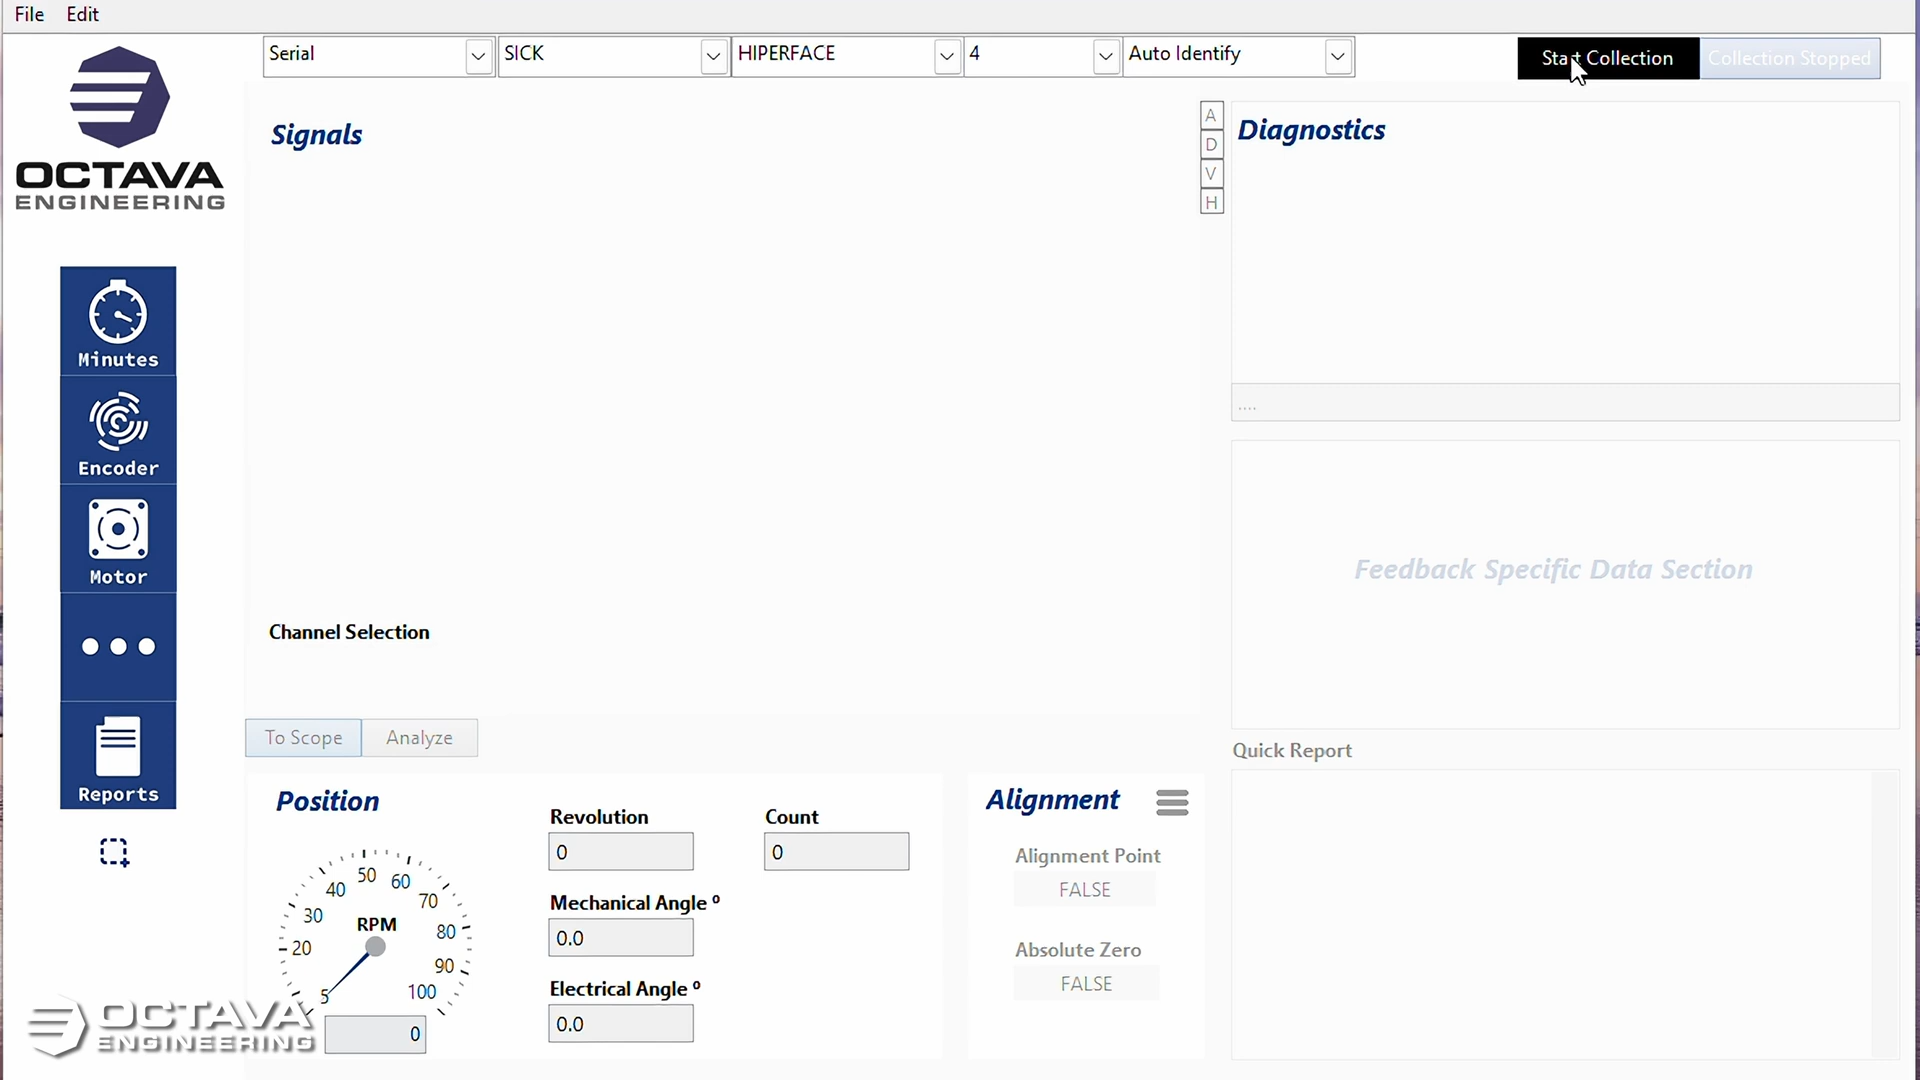 File Edit
Serial SICK HIPERFACE 4 Auto Identify Start Collection Collection Stopped
OCTAVA
ENGINEERING
Minutes
Encoder
Motor
Reports
Signals
Channel Selection
To Scope Analyze
A
D
V
H
Diagnostics
....
Feedback Specific Data Section
Quick Report
Position
RPM
5 20 30 40 50 60 70 80 90 100
0
Revolution
0
Count
0
Mechanical Angle º
0.0
Electrical Angle º
0.0
Alignment
Alignment Point
FALSE
Absolute Zero
FALSE
OCTAVA
ENGINEERING